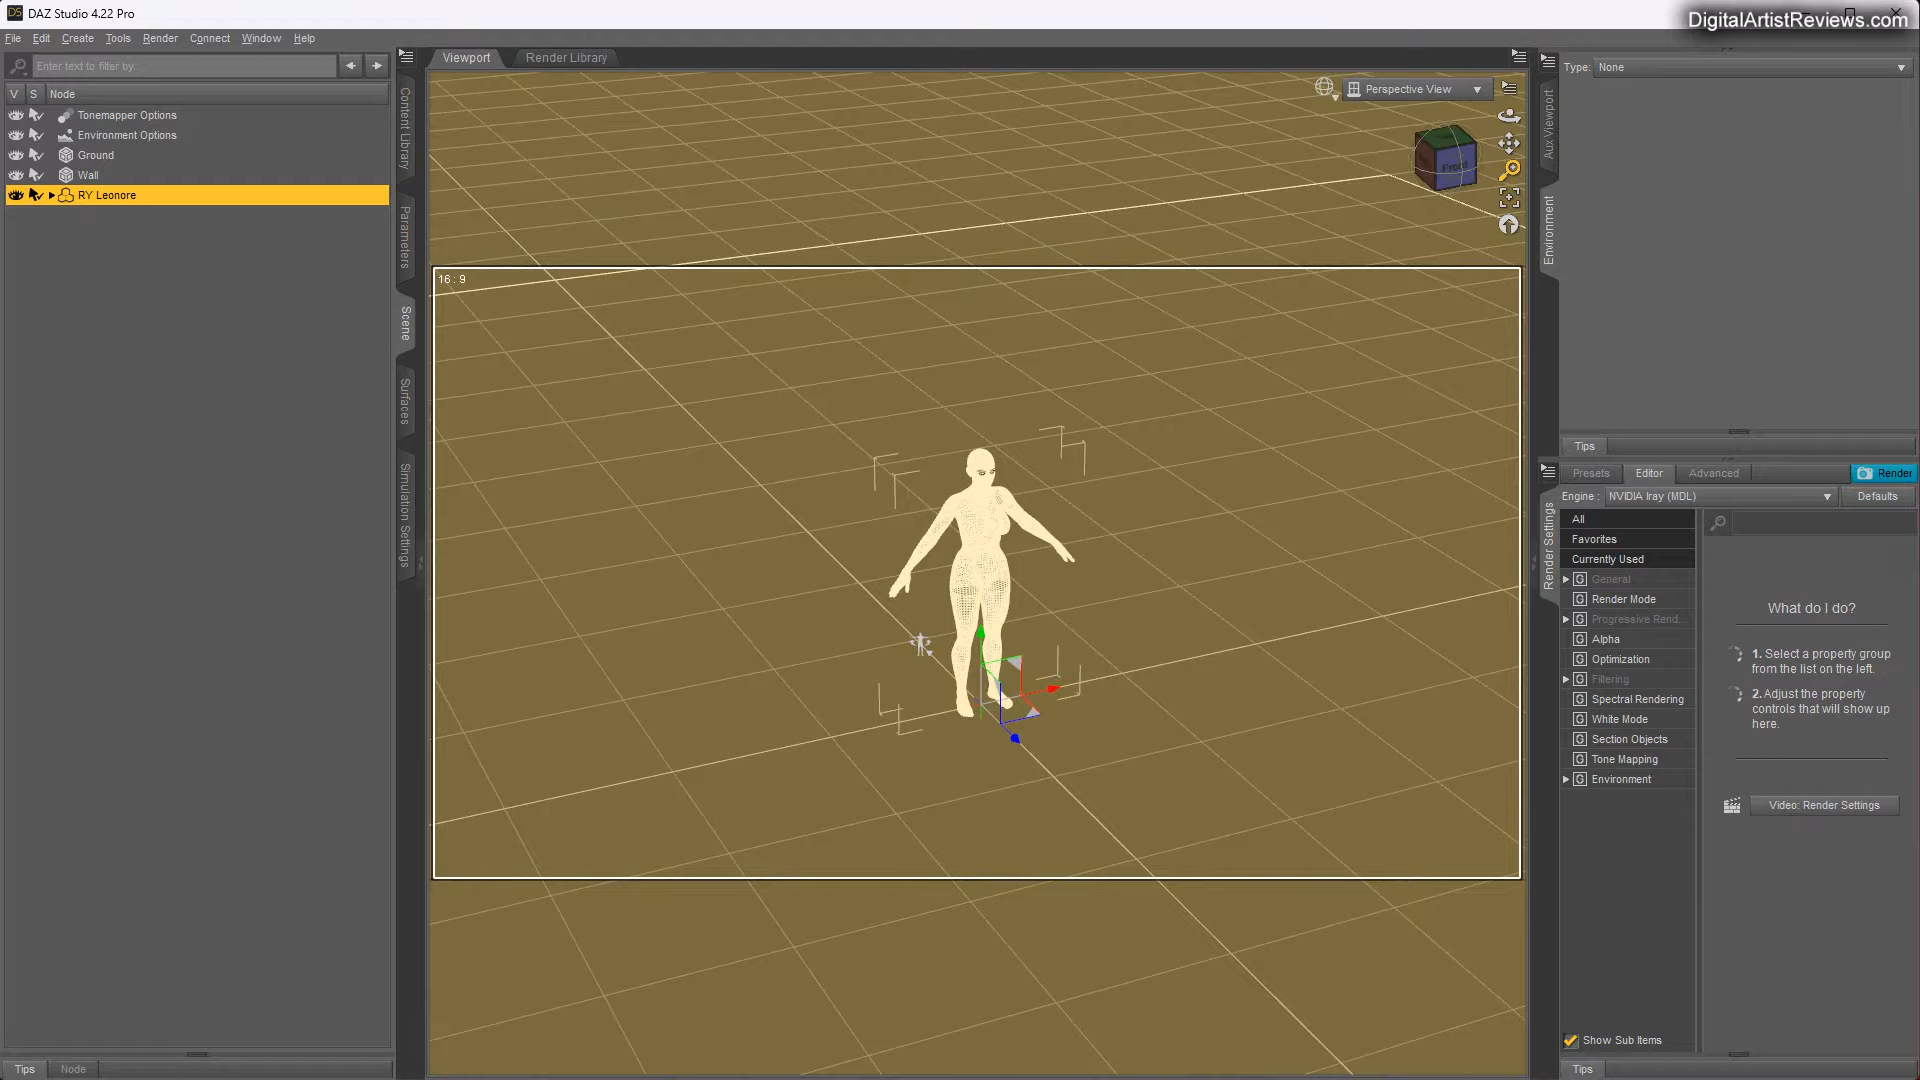 DS DAZ Studio 4.22 Pro
DigitalArtistReviews.com
File Edit Create Tools Render Connect Window Help
Enter text to filter by...
V S Node
Tonemapper Options
Environment Options
Ground
Wall
RY Leonore
Tips Node
Content Library
Parameters
Scene
Surfaces
Simulation Settings
Viewport Render Library
Perspective View
Front
16 : 9
Type: None
Aux Viewport
Environment
Tips
Presets Editor Advanced Render
Engine : NVIDIA Iray (MDL) Defaults
Render Settings
All
Favorites
Currently Used
G General
G Render Mode
G Progressive Rend...
G Alpha
G Optimization
G Filtering
G Spectral Rendering
G White Mode
G Section Objects
G Tone Mapping
G Environment
What do I do?
1. Select a property group
from the list on the left.
2. Adjust the property
controls that will show up
here.
Video: Render Settings
Show Sub Items
Tips